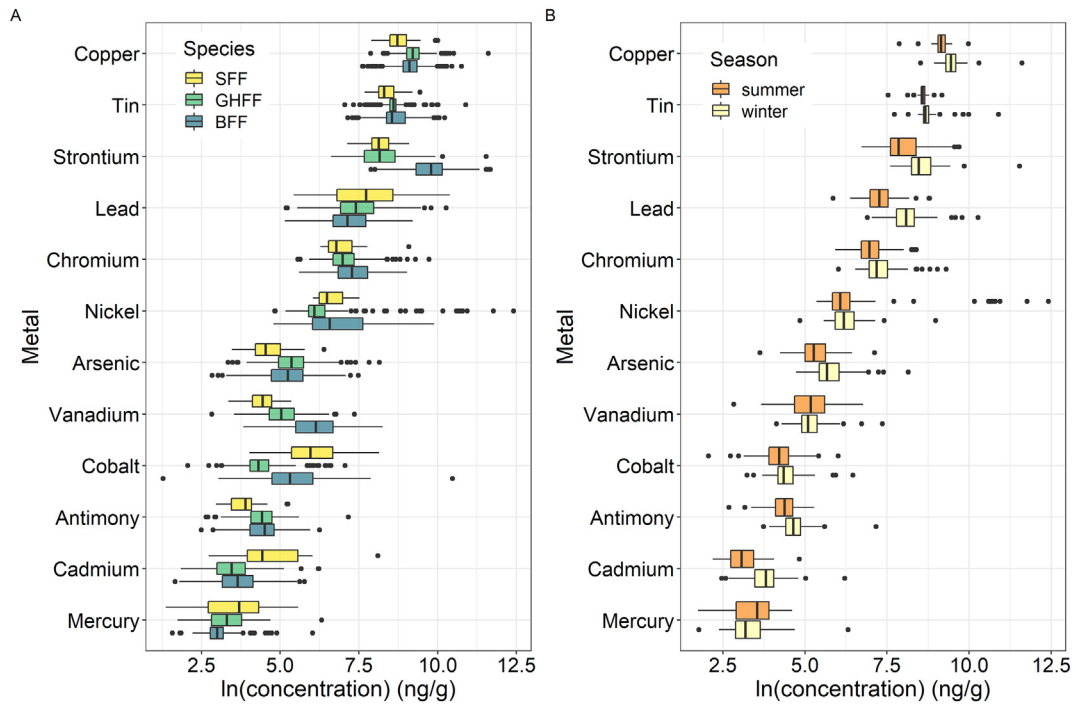 A
Metal
Copper
Tin
Strontium
Lead
Chromium
Nickel
Arsenic
Vanadium
Cobalt
Antimony
Cadmium
Mercury
Species
SFF
GHFF
BFF
2.5 5.0 7.5 10.0 12.5
ln(concentration) (ng/g)
B
Metal
Copper
Tin
Strontium
Lead
Chromium
Nickel
Arsenic
Vanadium
Cobalt
Antimony
Cadmium
Mercury
Season
summer
winter
2.5 5.0 7.5 10.0 12.5
ln(concentration) (ng/g)